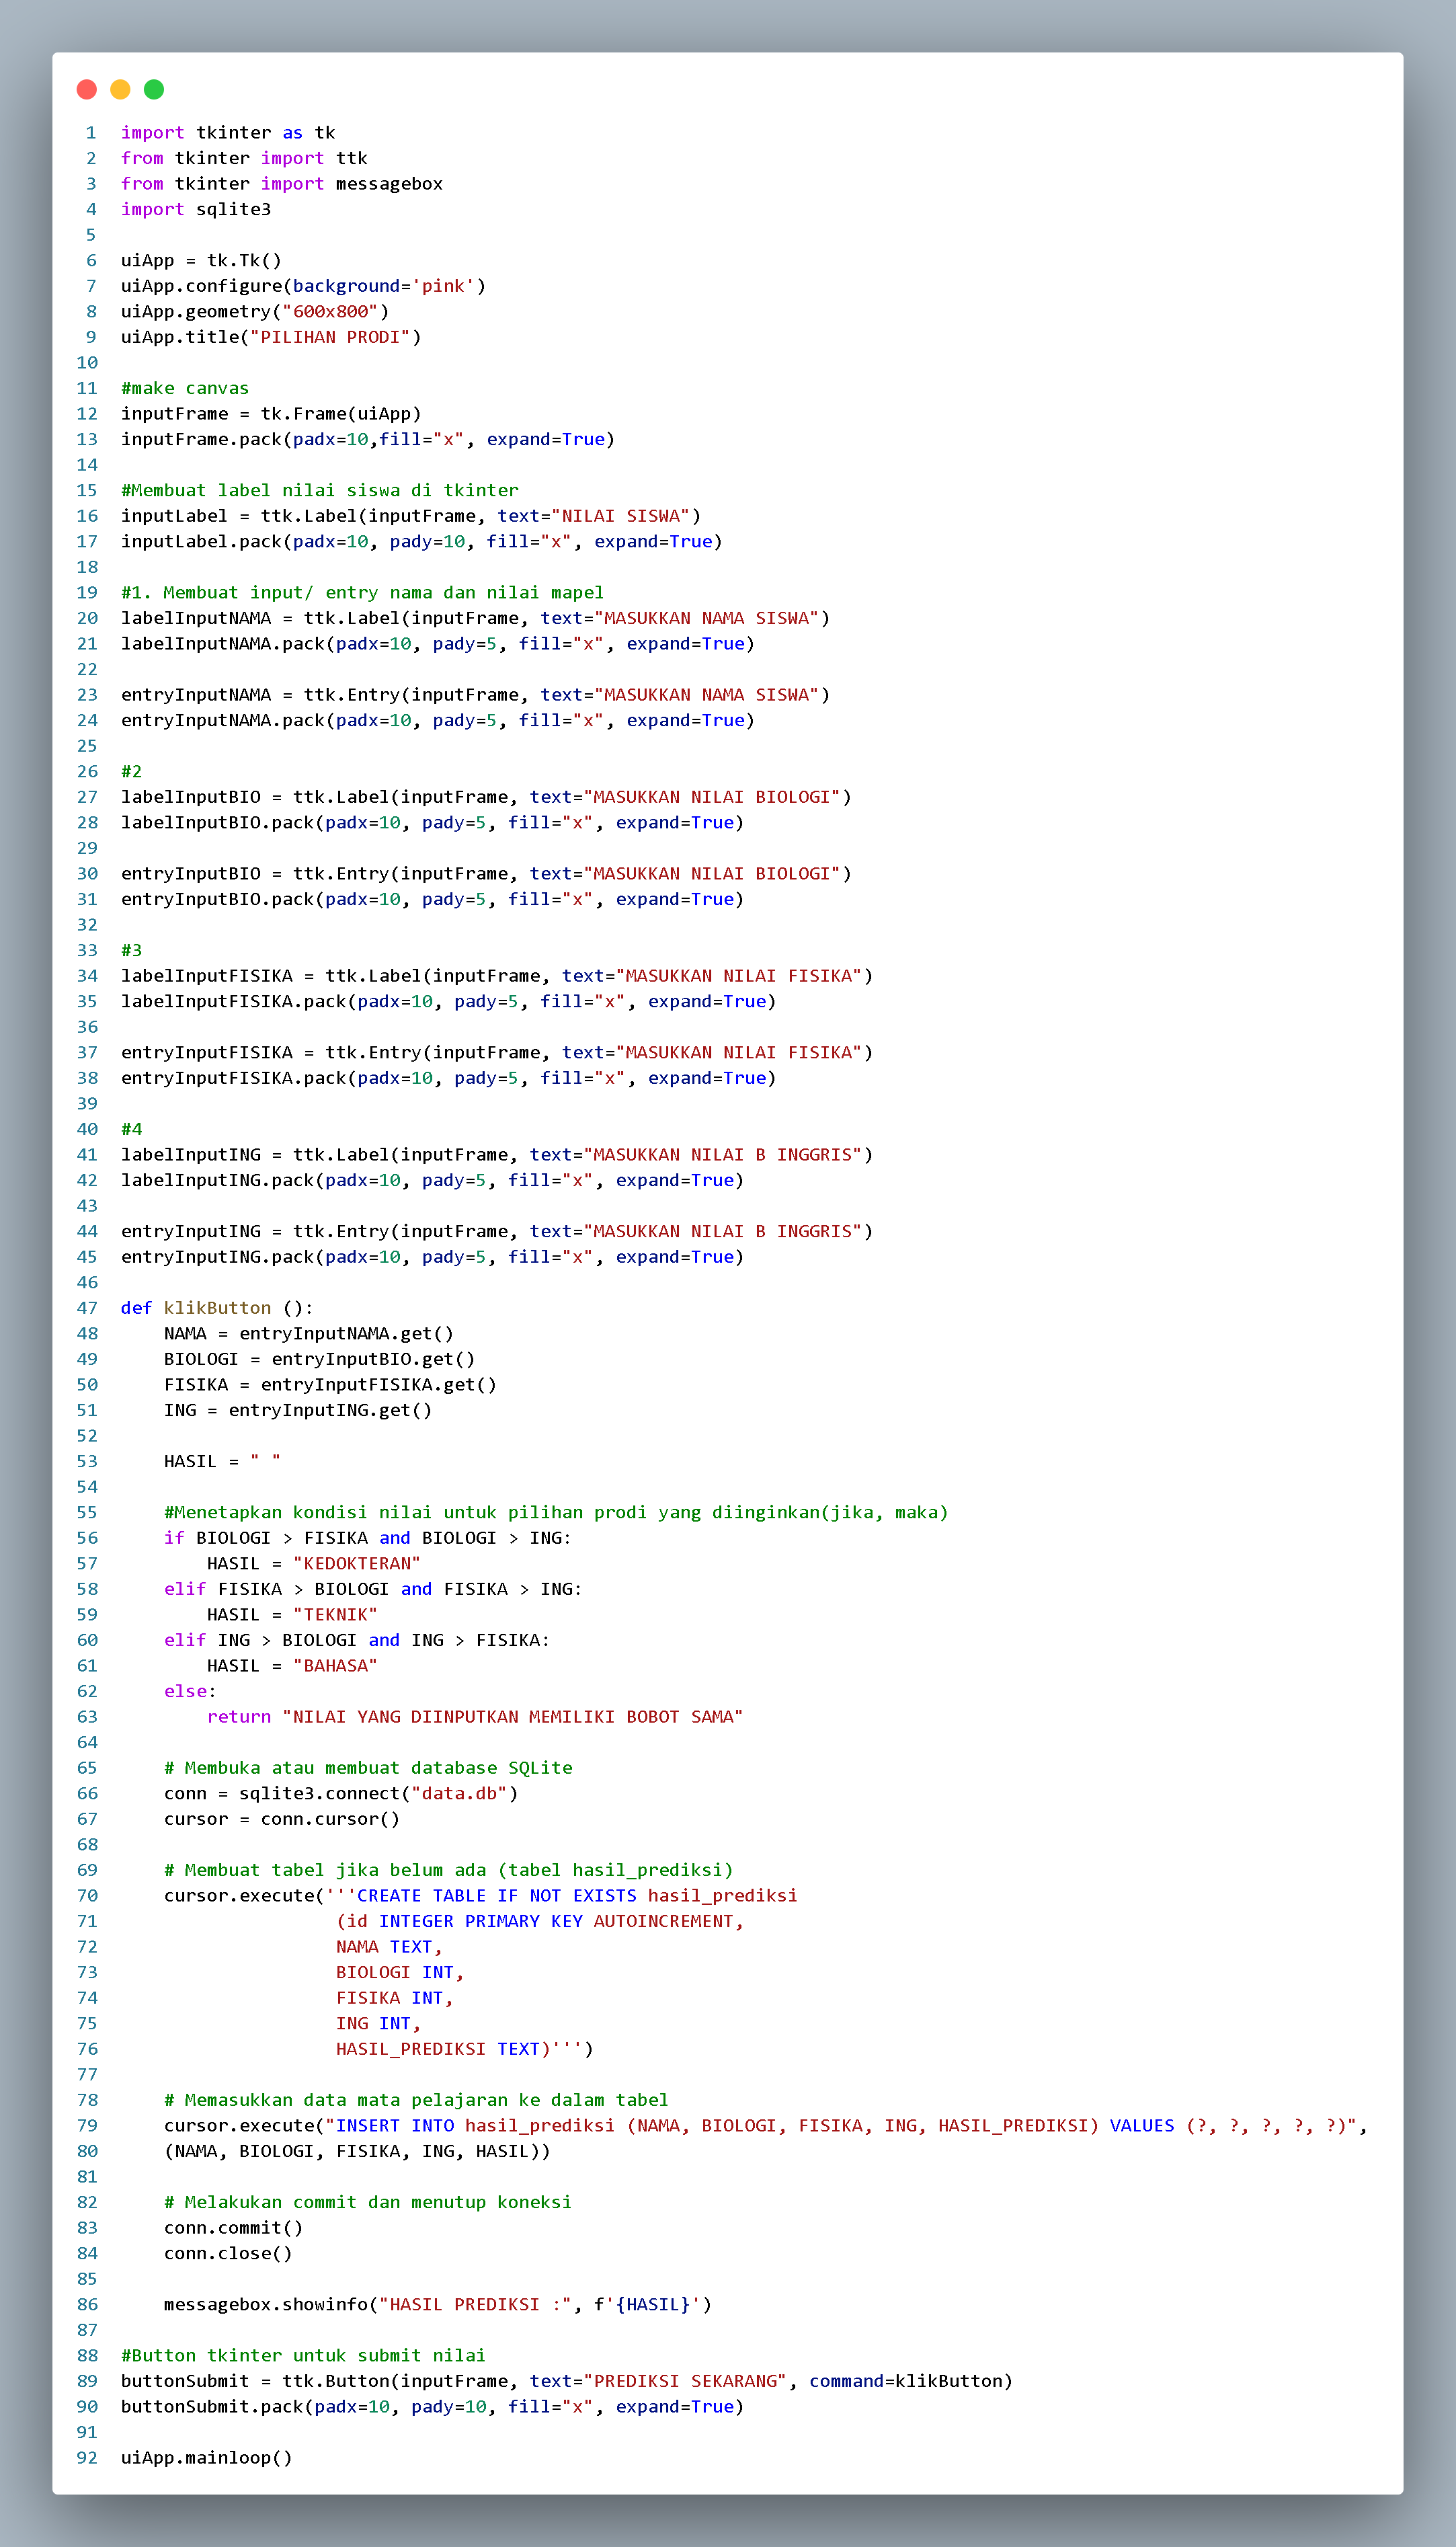 1 import tkinter as tk
2 from tkinter import ttk
3 from tkinter import messagebox
4 import sqlite3
5
6 uiApp = tk.Tk()
7 uiApp.configure(background='pink')
8 uiApp.geometry("600x800")
9 uiApp.title("PILIHAN PRODI")
10
11 #make canvas
12 inputFrame = tk.Frame(uiApp)
13 inputFrame.pack(padx=10,fill="x", expand=True)
14
15 #Membuat label nilai siswa di tkinter
16 inputLabel = ttk.Label(inputFrame, text="NILAI SISWA")
17 inputLabel.pack(padx=10, pady=10, fill="x", expand=True)
18
19 #1. Membuat input/ entry nama dan nilai mapel
20 labelInputNAMA = ttk.Label(inputFrame, text="MASUKKAN NAMA SISWA")
21 labelInputNAMA.pack(padx=10, pady=5, fill="x", expand=True)
22
23 entryInputNAMA = ttk.Entry(inputFrame, text="MASUKKAN NAMA SISWA")
24 entryInputNAMA.pack(padx=10, pady=5, fill="x", expand=True)
25
26 #2
27 labelInputBIO = ttk.Label(inputFrame, text="MASUKKAN NILAI BIOLOGI")
28 labelInputBIO.pack(padx=10, pady=5, fill="x", expand=True)
29
30 entryInputBIO = ttk.Entry(inputFrame, text="MASUKKAN NILAI BIOLOGI")
31 entryInputBIO.pack(padx=10, pady=5, fill="x", expand=True)
32
33 #3
34 labelInputFISIKA = ttk.Label(inputFrame, text="MASUKKAN NILAI FISIKA")
35 labelInputFISIKA.pack(padx=10, pady=5, fill="x", expand=True)
36
37 entryInputFISIKA = ttk.Entry(inputFrame, text="MASUKKAN NILAI FISIKA")
38 entryInputFISIKA.pack(padx=10, pady=5, fill="x", expand=True)
39
40 #4
41 labelInputING = ttk.Label(inputFrame, text="MASUKKAN NILAI B INGGRIS")
42 labelInputING.pack(padx=10, pady=5, fill="x", expand=True)
43
44 entryInputING = ttk.Entry(inputFrame, text="MASUKKAN NILAI B INGGRIS")
45 entryInputING.pack(padx=10, pady=5, fill="x", expand=True)
46
47 def klikButton ():
48     NAMA = entryInputNAMA.get()
49     BIOLOGI = entryInputBIO.get()
50     FISIKA = entryInputFISIKA.get()
51     ING = entryInputING.get()
52
53     HASIL = " "
54
55     #Menetapkan kondisi nilai untuk pilihan prodi yang diinginkan(jika, maka)
56     if BIOLOGI > FISIKA and BIOLOGI > ING:
57         HASIL = "KEDOKTERAN"
58     elif FISIKA > BIOLOGI and FISIKA > ING:
59         HASIL = "TEKNIK"
60     elif ING > BIOLOGI and ING > FISIKA:
61         HASIL = "BAHASA"
62     else:
63         return "NILAI YANG DIINPUTKAN MEMILIKI BOBOT SAMA"
64
65     # Membuka atau membuat database SQLite
66     conn = sqlite3.connect("data.db")
67     cursor = conn.cursor()
68
69     # Membuat tabel jika belum ada (tabel hasil_prediksi)
70     cursor.execute('''CREATE TABLE IF NOT EXISTS hasil_prediksi
71                     (id INTEGER PRIMARY KEY AUTOINCREMENT,
72                     NAMA TEXT,
73                     BIOLOGI INT,
74                     FISIKA INT,
75                     ING INT,
76                     HASIL_PREDIKSI TEXT)''')
77
78     # Memasukkan data mata pelajaran ke dalam tabel
79     cursor.execute("INSERT INTO hasil_prediksi (NAMA, BIOLOGI, FISIKA, ING, HASIL_PREDIKSI) VALUES (?, ?, ?, ?, ?)",
80     (NAMA, BIOLOGI, FISIKA, ING, HASIL))
81
82     # Melakukan commit dan menutup koneksi
83     conn.commit()
84     conn.close()
85
86     messagebox.showinfo("HASIL PREDIKSI :", f'{HASIL}')
87
88 #Button tkinter untuk submit nilai
89 buttonSubmit = ttk.Button(inputFrame, text="PREDIKSI SEKARANG", command=klikButton)
90 buttonSubmit.pack(padx=10, pady=10, fill="x", expand=True)
91
92 uiApp.mainloop()